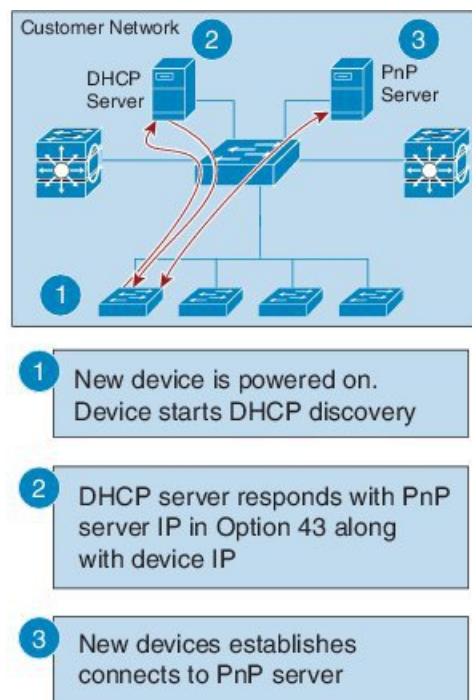 Customer Network
2
3
DHCP
Server
PnP
Server
1
1
New device is powered on.
Device starts DHCP discovery
2
DHCP server responds with PnP
server IP in Option 43 along
with device IP
3
New devices establishes
connects to PnP server